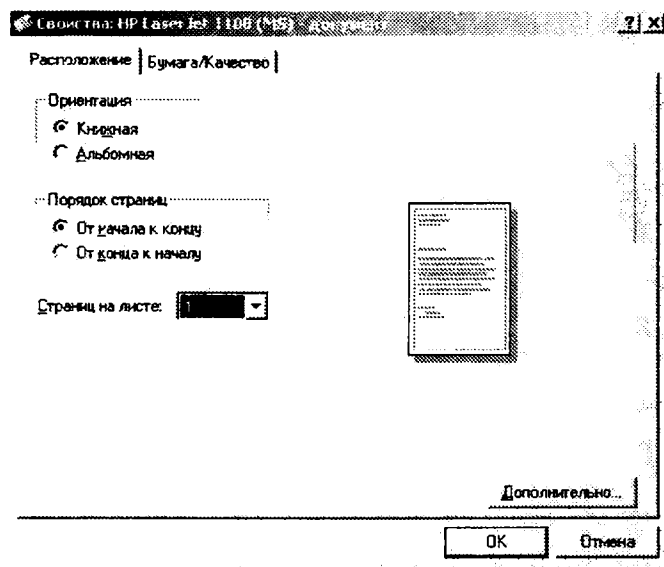 Свойства: HP LaserJet 1100 (MS) - документ
Расположение Бумага/Качество
Ориентация
Книжная
Альбомная
Порядок страниц
От начала к концу
От конца к началу
Страниц на листе: 1
Дополнительно...
OK Отмена